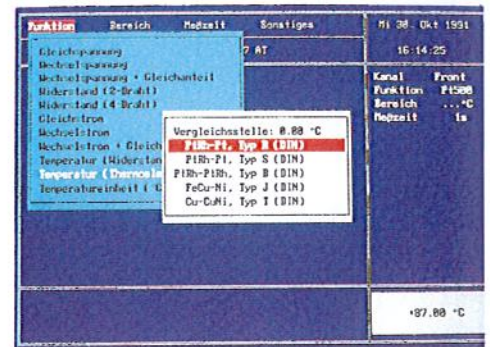 Funktion Bereich Meßzeit Sonstiges
Mi 30. Okt 1991
16:14:25
7 AT
Gleichspannung
Wechselspannung
Wechselspannung + Gleichanteil
Widerstand (2-Draht)
Widerstand (4-Draht)
Gleichstrom
Wechselstrom
Wechselstrom + Gleich
Temperatur (Widerstan
Temperatur (Thermoele
Temperatureinheit (°C
Vergleichsstelle: 0.00 °C
PtRh-Pt, Typ R (DIN)
PtRh-Pt, Typ S (DIN)
PtRh-PtRh, Typ B (DIN)
FeCu-Ni, Typ J (DIN)
Cu-CuNi, Typ T (DIN)
Kanal Front
Funktion Pt500
Bereich ...°C
Meßzeit 1s
+87.00 °C